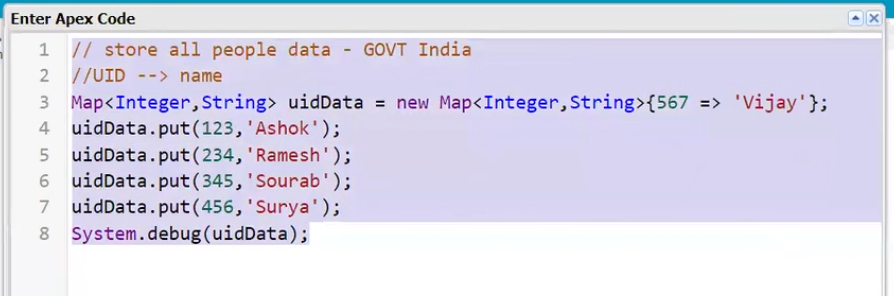 Enter Apex Code
1 // store all people data - GOVT India
2 //UID --> name
3 Map<Integer,String> uidData = new Map<Integer,String>{567 => 'Vijay'};
4 uidData.put(123,'Ashok');
5 uidData.put(234,'Ramesh');
6 uidData.put(345,'Sourab');
7 uidData.put(456,'Surya');
8 System.debug(uidData);